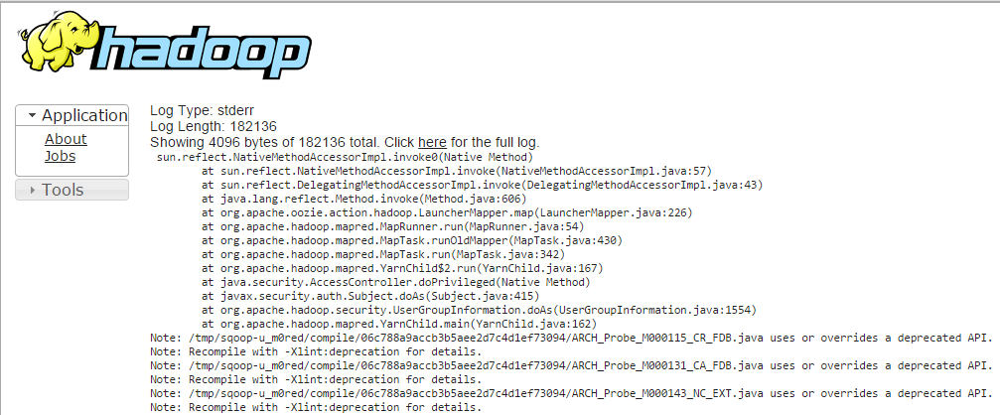 hadoop
Application
About
Jobs
Tools
Log Type: stderr
Log Length: 182136
Showing 4096 bytes of 182136 total. Click here for the full log.
sun.reflect.NativeMethodAccessorImpl.invoke0(Native Method)
at sun.reflect.NativeMethodAccessorImpl.invoke(NativeMethodAccessorImpl.java:57)
at sun.reflect.DelegatingMethodAccessorImpl.invoke(DelegatingMethodAccessorImpl.java:43)
at java.lang.reflect.Method.invoke(Method.java:606)
at org.apache.oozie.action.hadoop.LauncherMapper.map(LauncherMapper.java:226)
at org.apache.hadoop.mapred.MapRunner.run(MapRunner.java:54)
at org.apache.hadoop.mapred.MapTask.runOldMapper(MapTask.java:430)
at org.apache.hadoop.mapred.MapTask.run(MapTask.java:342)
at org.apache.hadoop.mapred.YarnChild$2.run(YarnChild.java:167)
at java.security.AccessController.doPrivileged(Native Method)
at javax.security.auth.Subject.doAs(Subject.java:415)
at org.apache.hadoop.security.UserGroupInformation.doAs(UserGroupInformation.java:1554)
at org.apache.hadoop.mapred.YarnChild.main(YarnChild.java:162)
Note: /tmp/sqoop-u_m0red/compile/06c788a9accb3b5aee2d7c4d1ef73094/ARCH_Probe_M000115_CR_FDB.java uses or overrides a deprecated API.
Note: Recompile with -Xlint:deprecation for details.
Note: /tmp/sqoop-u_m0red/compile/06c788a9accb3b5aee2d7c4d1ef73094/ARCH_Probe_M000131_CA_FDB.java uses or overrides a deprecated API.
Note: Recompile with -Xlint:deprecation for details.
Note: /tmp/sqoop-u_m0red/compile/06c788a9accb3b5aee2d7c4d1ef73094/ARCH_Probe_M000143_NC_EXT.java uses or overrides a deprecated API.
Note: Recompile with -Xlint:deprecation for details.